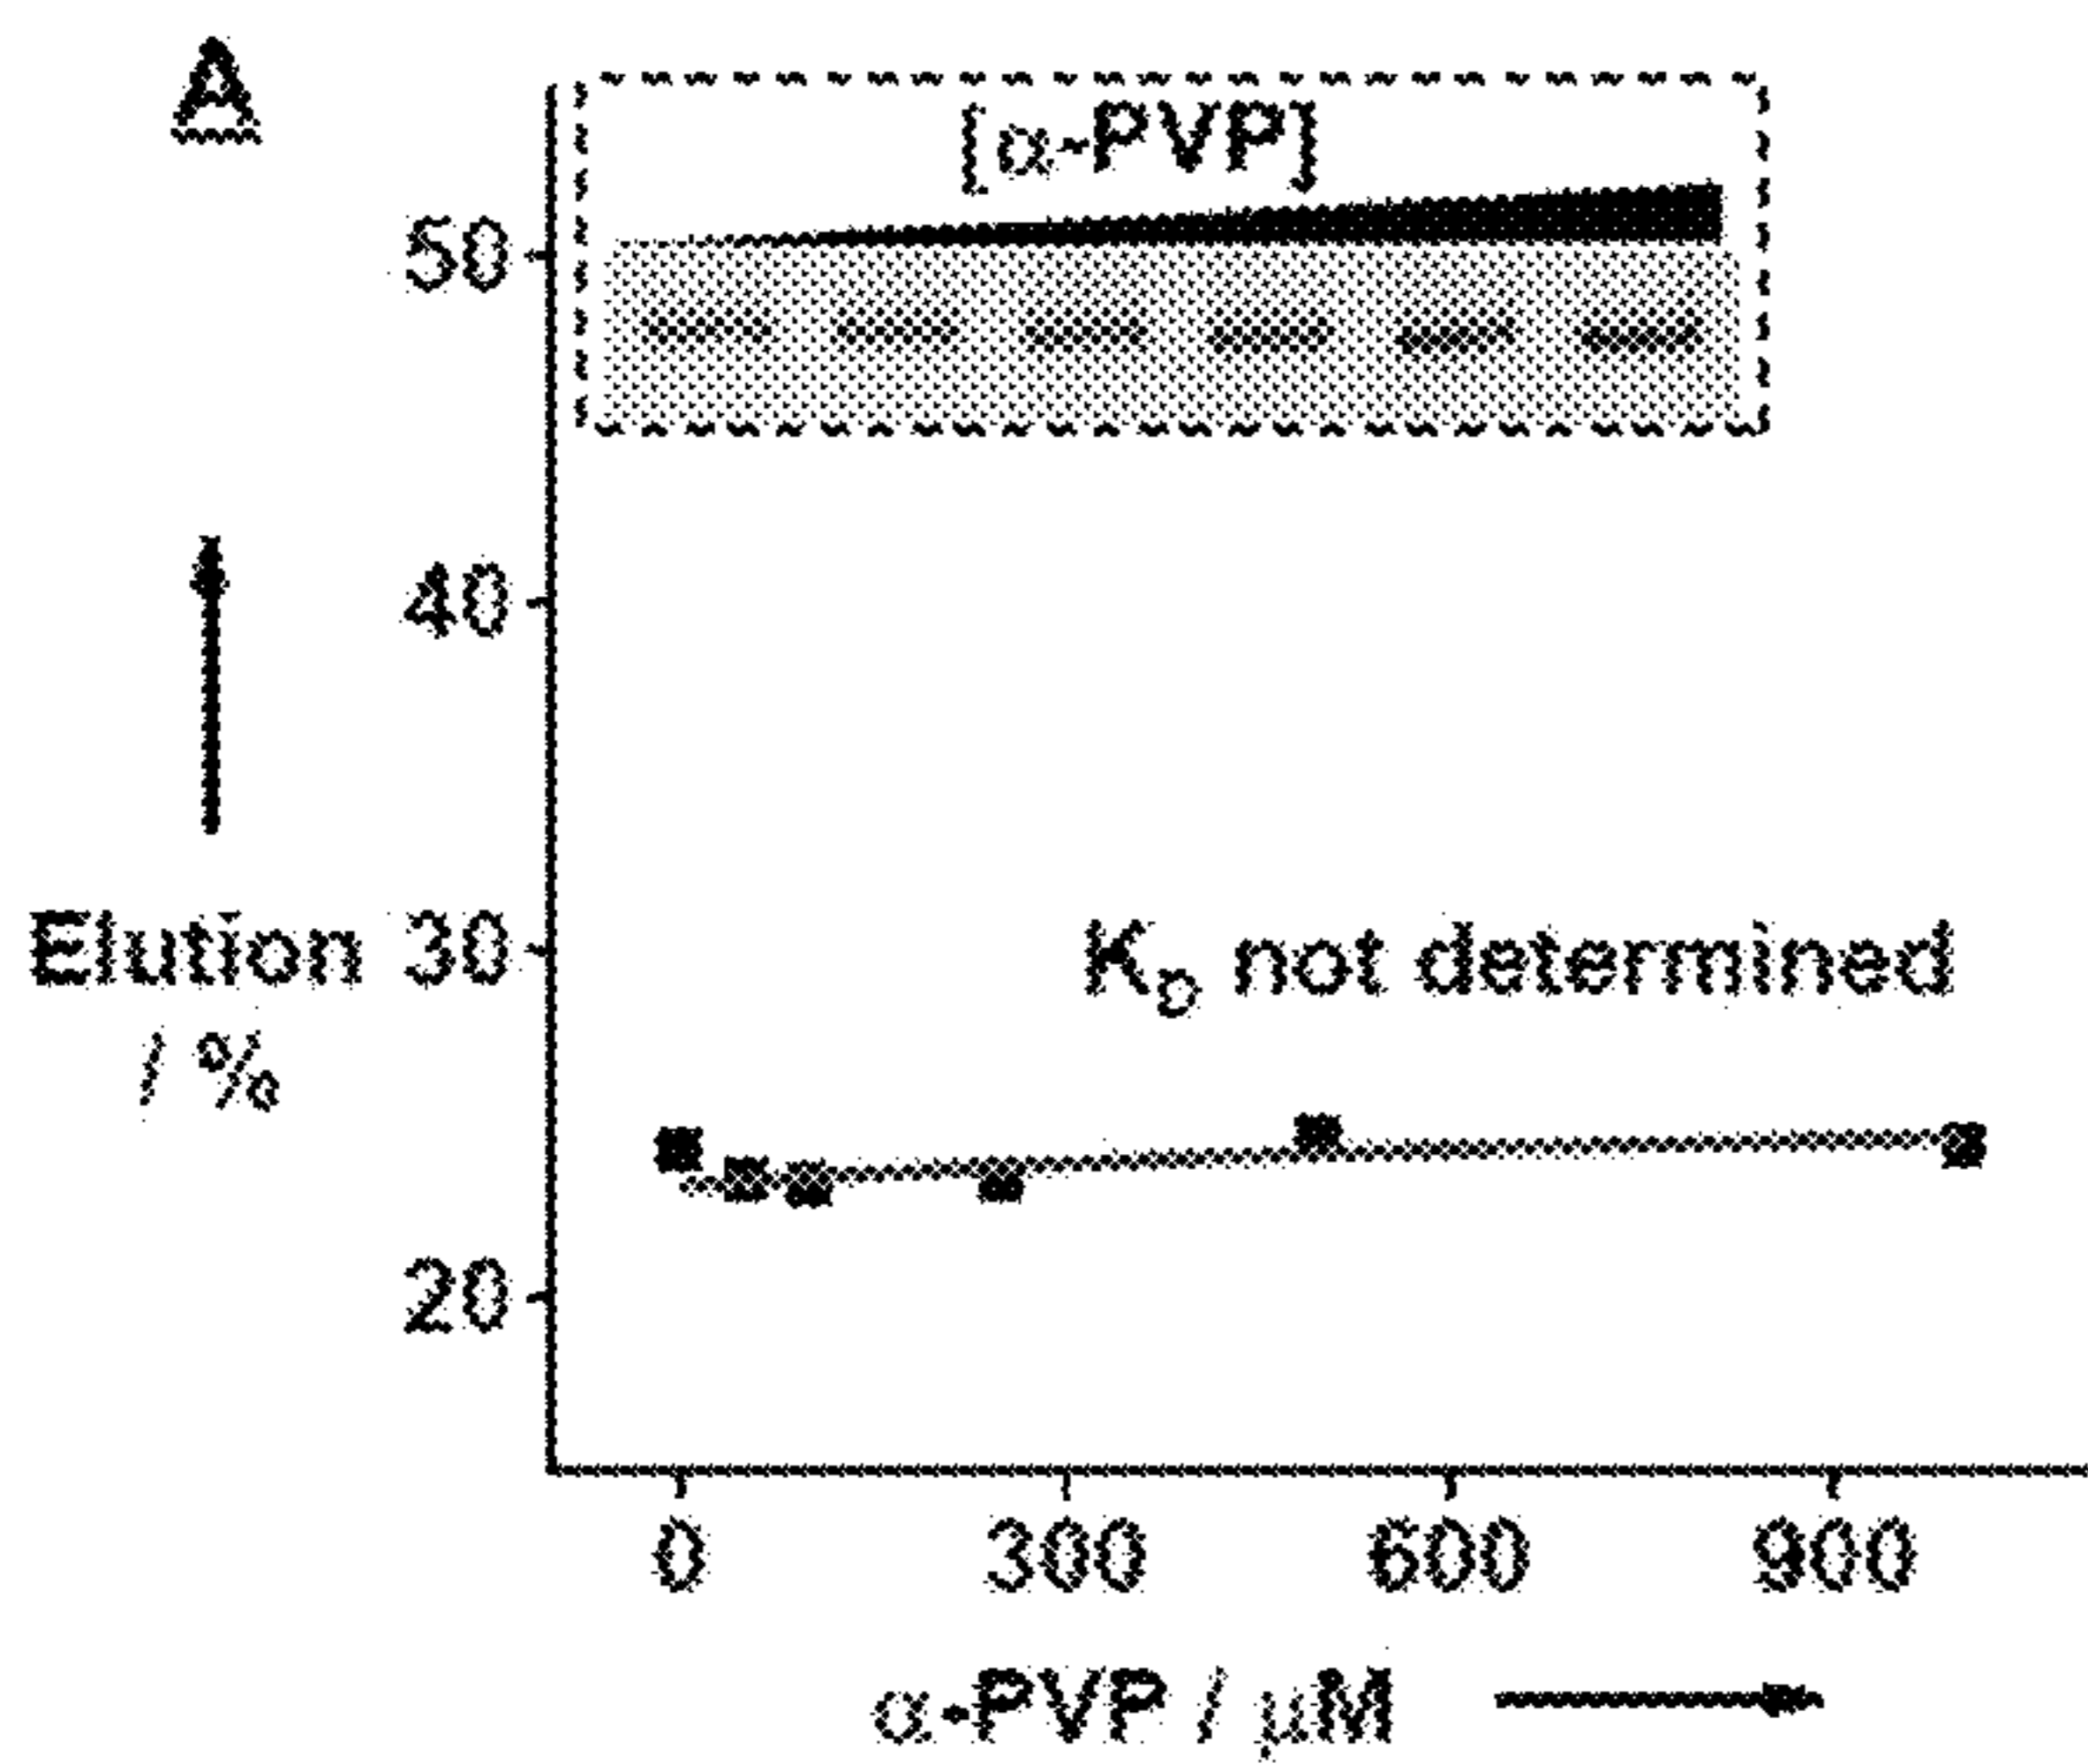 A
[α-PVP]
50
40
Elution
/ %
30
K_D not determined
20
0 300 600 900
α-PVP / μM